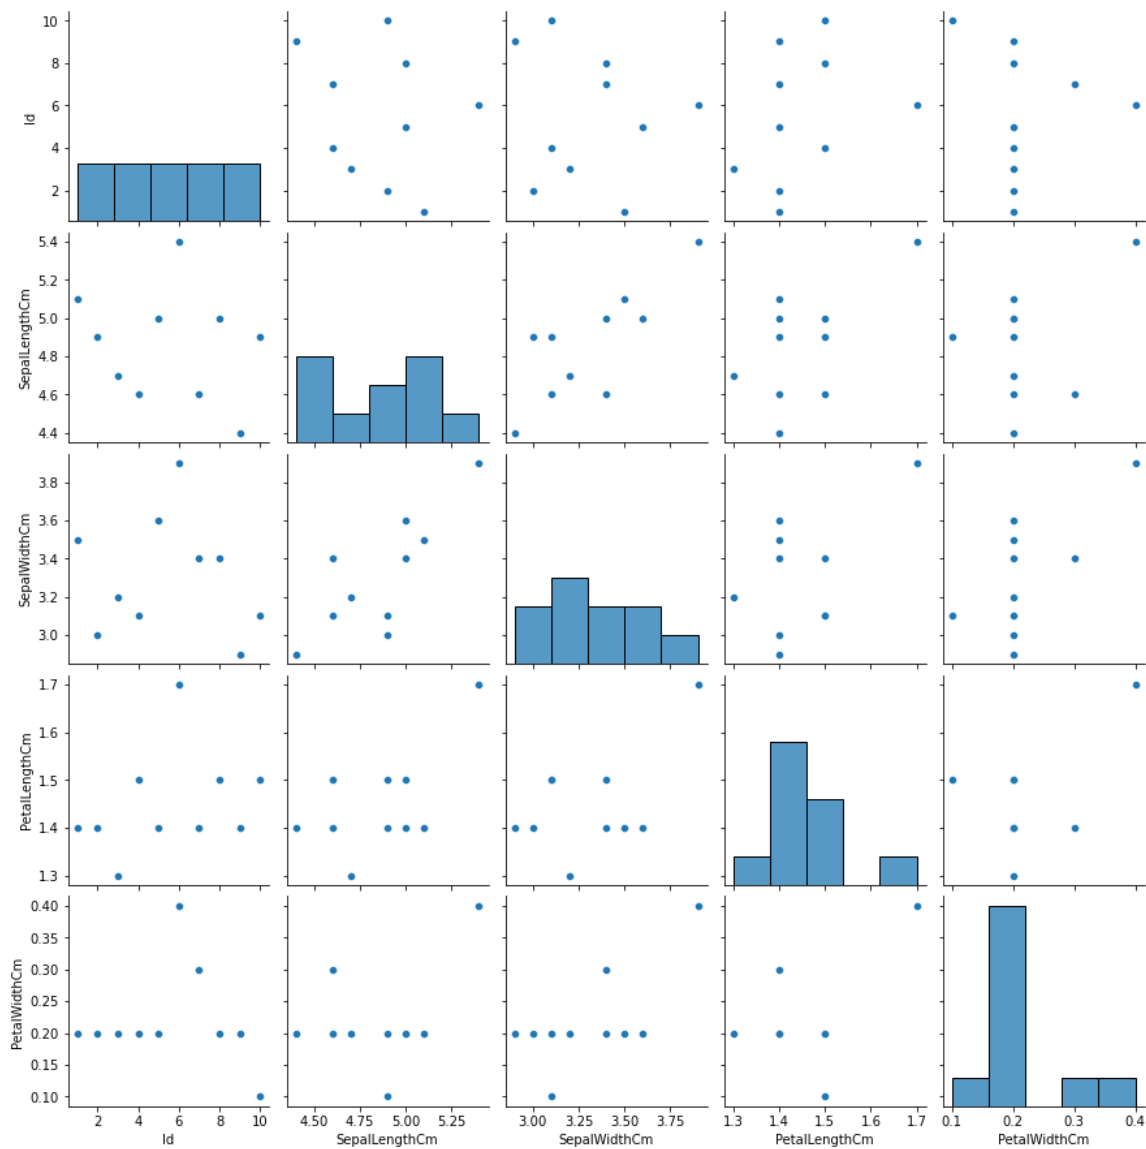 10
8
6
4
2
Id
5.4
5.2
5.0
4.8
4.6
4.4
SepalLengthCm
3.8
3.6
3.4
3.2
3.0
SepalWidthCm
1.7
1.6
1.5
1.4
1.3
PetalLengthCm
0.40
0.35
0.30
0.25
0.20
0.15
0.10
PetalWidthCm
2 4 6 8 10
Id
4.50 4.75 5.00 5.25
SepalLengthCm
3.00 3.25 3.50 3.75
SepalWidthCm
1.3 1.4 1.5 1.6 1.7
PetalLengthCm
0.1 0.2 0.3 0.4
PetalWidthCm